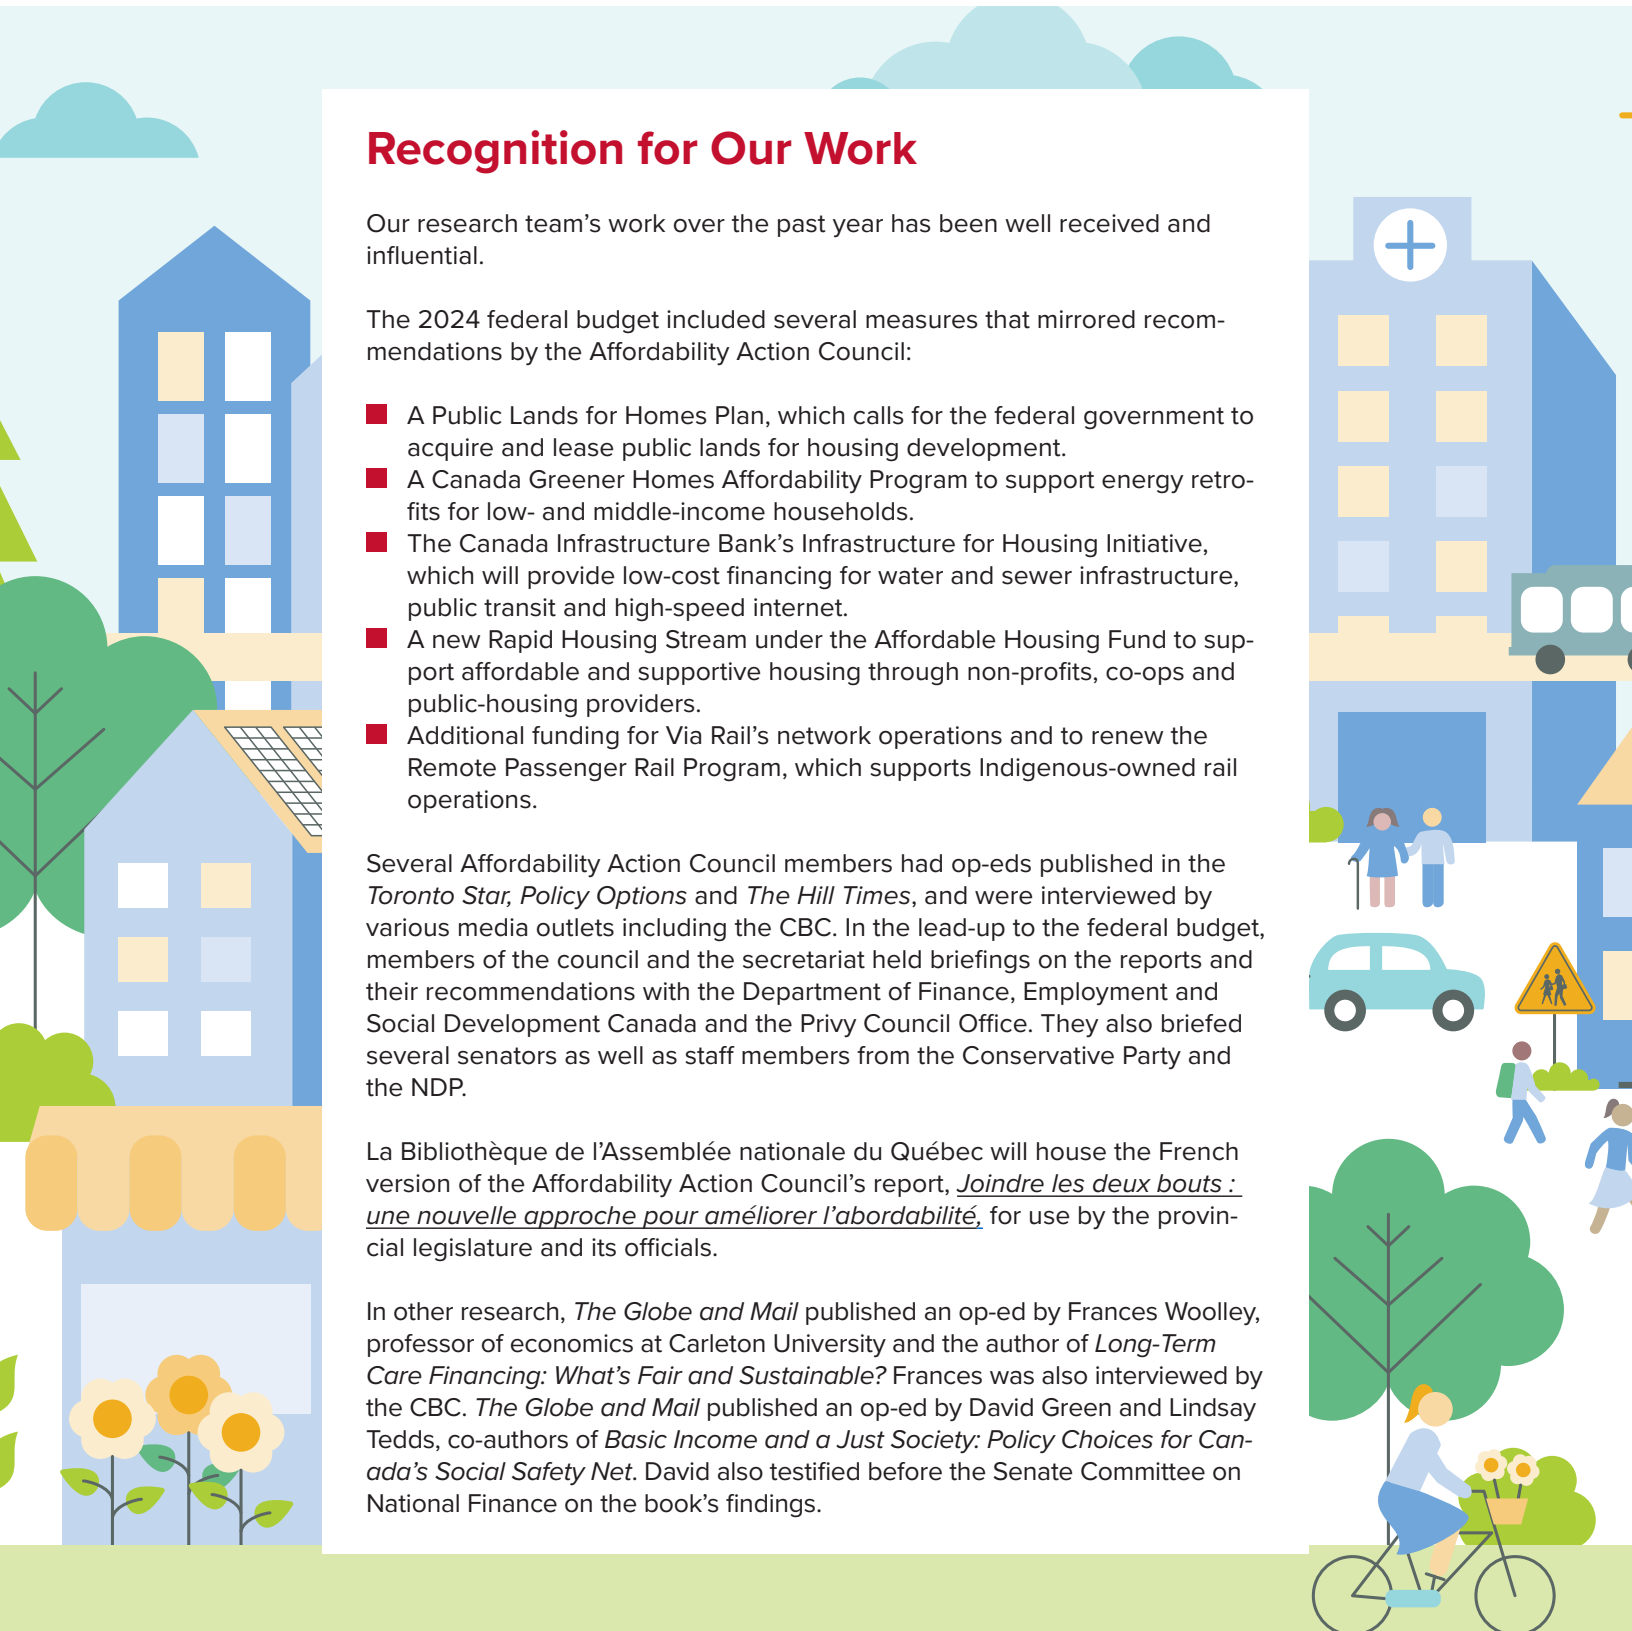 Recognition for Our Work
Our research team's work over the past year has been well received and
influential.
The 2024 federal budget included several measures that mirrored recom-
mendations by the Affordability Action Council:
A Public Lands for Homes Plan, which calls for the federal government to
acquire and lease public lands for housing development.
A Canada Greener Homes Affordability Program to support energy retro-
fits for low- and middle-income households.
The Canada Infrastructure Bank's Infrastructure for Housing Initiative,
which will provide low-cost financing for water and sewer infrastructure,
public transit and high-speed internet.
A new Rapid Housing Stream under the Affordable Housing Fund to sup-
port affordable and supportive housing through non-profits, co-ops and
public-housing providers.
Additional funding for Via Rail's network operations and to renew the
Remote Passenger Rail Program, which supports Indigenous-owned rail
operations.
Several Affordability Action Council members had op-eds published in the
Toronto Star, Policy Options and The Hill Times, and were interviewed by
various media outlets including the CBC. In the lead-up to the federal budget,
members of the council and the secretariat held briefings on the reports and
their recommendations with the Department of Finance, Employment and
Social Development Canada and the Privy Council Office. They also briefed
several senators as well as staff members from the Conservative Party and
the NDP.
La Bibliothèque de l'Assemblée nationale du Québec will house the French
version of the Affordability Action Council's report, Joindre les deux bouts :
une nouvelle approche pour améliorer l'abordabilité, for use by the provin-
cial legislature and its officials.
In other research, The Globe and Mail published an op-ed by Frances Woolley,
professor of economics at Carleton University and the author of Long-Term
Care Financing: What's Fair and Sustainable? Frances was also interviewed by
the CBC. The Globe and Mail published an op-ed by David Green and Lindsay
Tedds, co-authors of Basic Income and a Just Society: Policy Choices for Can-
ada's Social Safety Net. David also testified before the Senate Committee on
National Finance on the book's findings.